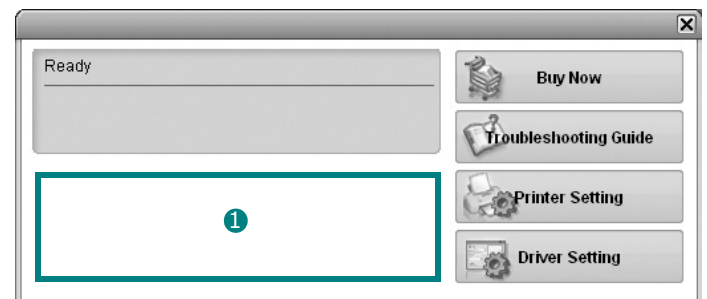 Ready
Buy Now
Troubleshooting Guide
1
Printer Setting
Driver Setting